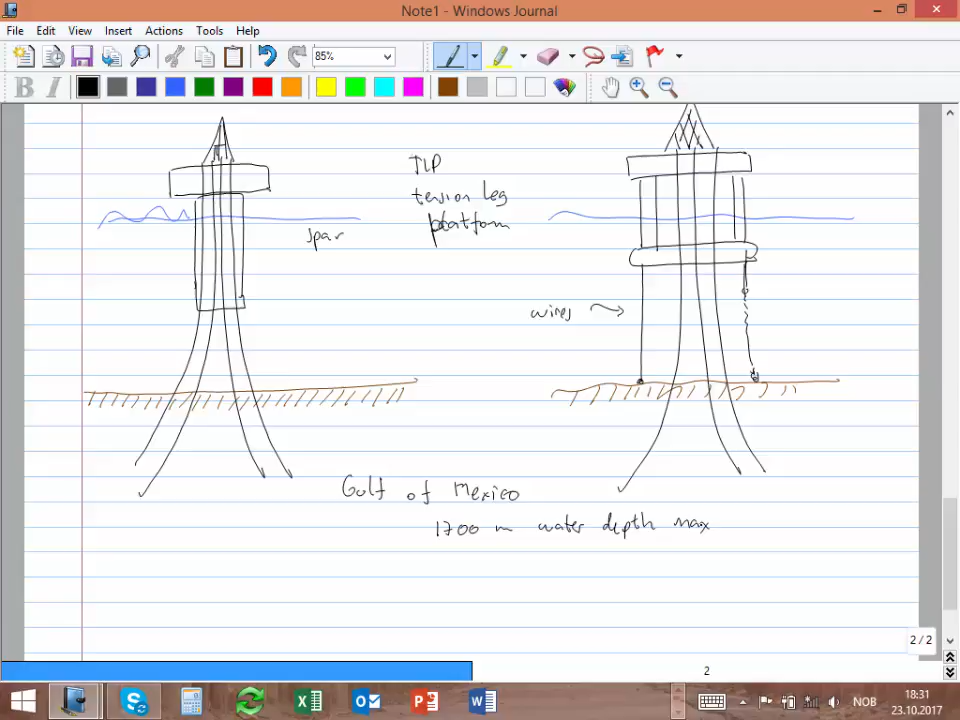 Note1 - Windows Journal
File Edit View Insert Actions Tools Help
85%
B I
TLP
tension leg
platform
spar
wires
Gulf of Mexico
1700 m water depth max
2 / 2
2
NOB
18:31
23.10.2017